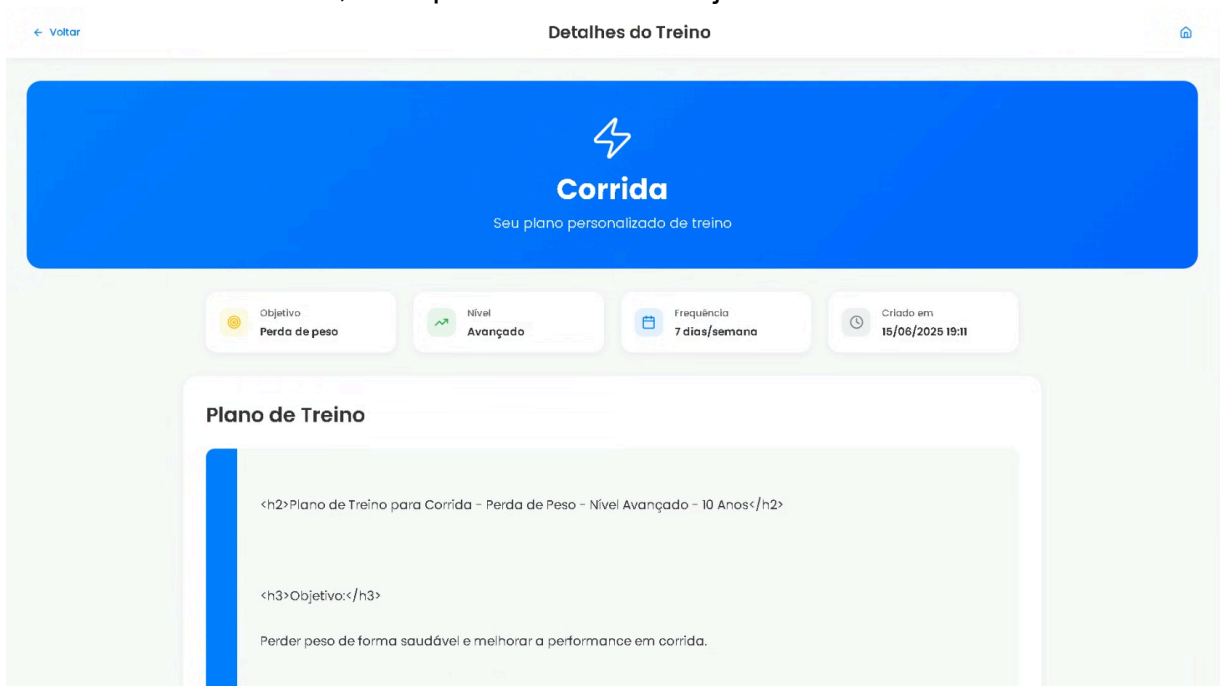 ← Voltar
Detalhes do Treino
Corrida
Seu plano personalizado de treino
Objetivo
Perda de peso
Nível
Avançado
Frequência
7 dias/semana
Criado em
15/06/2025 19:11
Plano de Treino
<h2>Plano de Treino para Corrida - Perda de Peso - Nível Avançado - 10 Anos</h2>
<h3>Objetivo:</h3>
Perder peso de forma saudável e melhorar a performance em corrida.